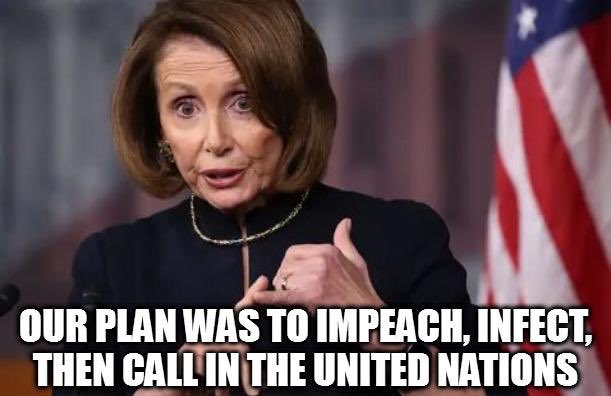 OUR PLAN WAS TO IMPEACH, INFECT,
THEN CALL IN THE UNITED NATIONS